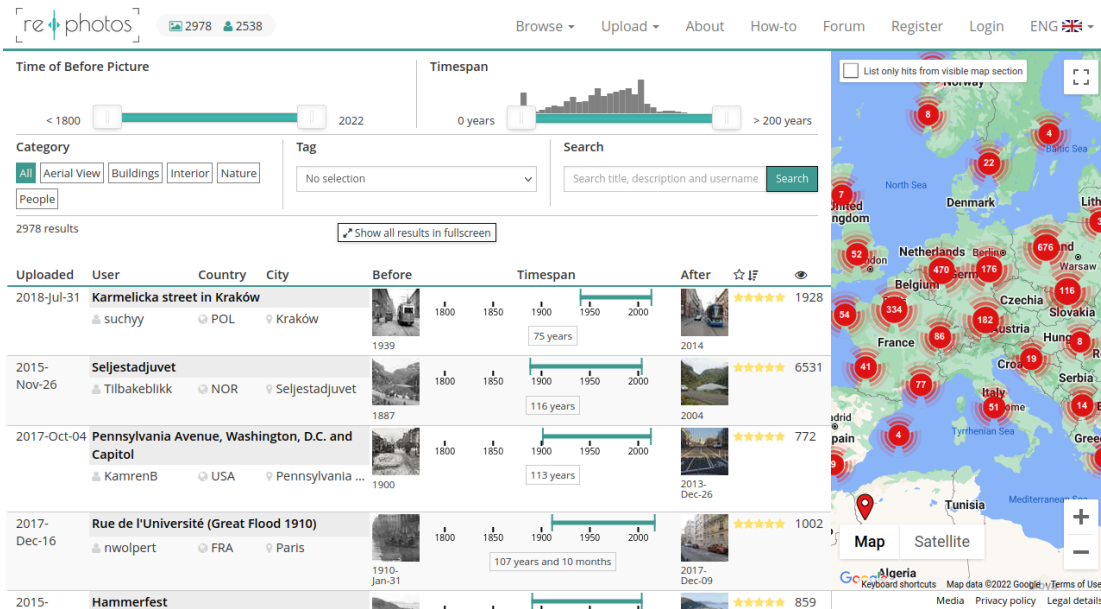 re photos
2978 2538
Browse Upload About How-to Forum Register Login ENG
Time of Before Picture
< 1800 2022
Timespan
0 years > 200 years
Category
All Aerial View Buildings Interior Nature
People
Tag
No selection
Search
Search title, description and username Search
2978 results
Show all results in fullscreen
Uploaded User Country City Before Timespan After
2018-Jul-31 Karmelicka street in Kraków
suchyy POL Kraków
1800 1850 1900 1950 2000
75 years
1939 2014
1928
2015-
Nov-26
Seljestadjuvet
Tilbakeblikk NOR Seljestadjuvet
1800 1850 1900 1950 2000
116 years
1887 2004
6531
2017-Oct-04 Pennsylvania Avenue, Washington, D.C. and
Capitol
KamrenB USA Pennsylvania ...
1800 1850 1900 1950 2000
113 years
1900 2013-
Dec-26
772
2017-
Dec-16
Rue de l'Université (Great Flood 1910)
nwolpert FRA Paris
1800 1850 1900 1950 2000
107 years and 10 months
1910-
Jan-31
2017-
Dec-09
1002
2015- Hammerfest
859
List only hits from visible map section
Norway
8
4
Baltic Sea
22
North Sea
7
Denmark
United
ngdom
Lith
3
52
Netherlands
Berlin
676
Warsaw
470
176
Belgium
116
Czechia
Slovakia
54
334
182
Austria
France
86
Hung
8
19
Croa
41
Serbia
77
Italy
51
14
adrid
pain
4
Tyrrhenian Sea
Gree
9
Tunisia
Mediterranean Sea
+
Map Satellite
−
Google
Algeria
Keyboard shortcuts Map data ©2022 Google Terms of Use
Media Privacy policy Legal details